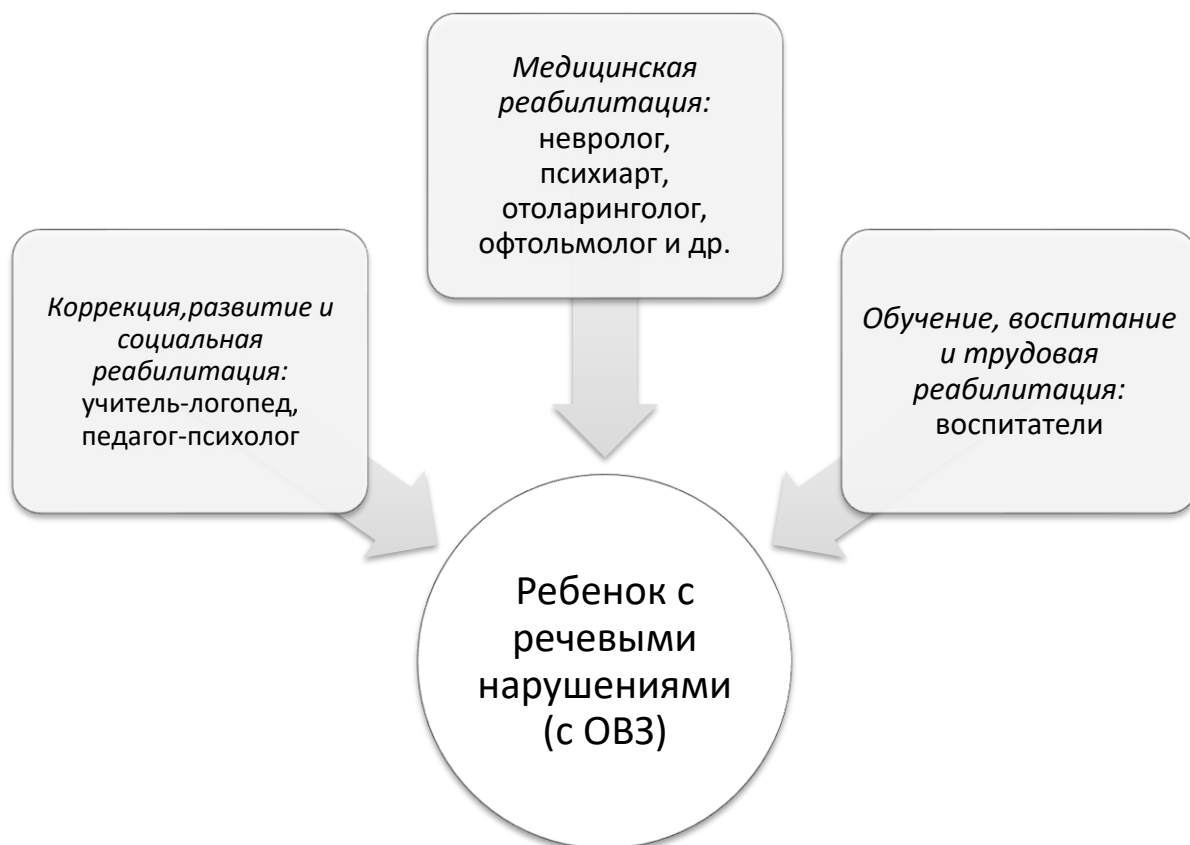 Медицинская
реабилитация:
невролог,
психиарт,
отоларинголог,
офтольмолог и др.
Коррекция,развитие и
социальная
реабилитация:
учитель-логопед,
педагог-психолог
Обучение, воспитание
и трудовая
реабилитация:
воспитатели
Ребенок с
речевыми
нарушениями
(с ОВЗ)